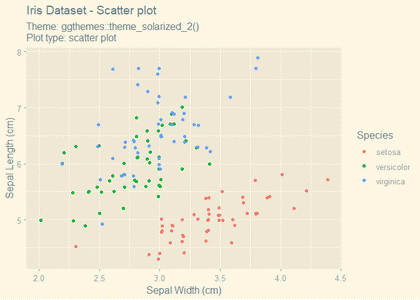 Iris Dataset - Scatter plot
Theme: ggthemes::theme_solarized_2()
Plot type: scatter plot
8
7
6
5
Sepal Length (cm)
2.0 2.5 3.0 3.5 4.0 4.5
Sepal Width (cm)
Species
setosa
versicolor
virginica